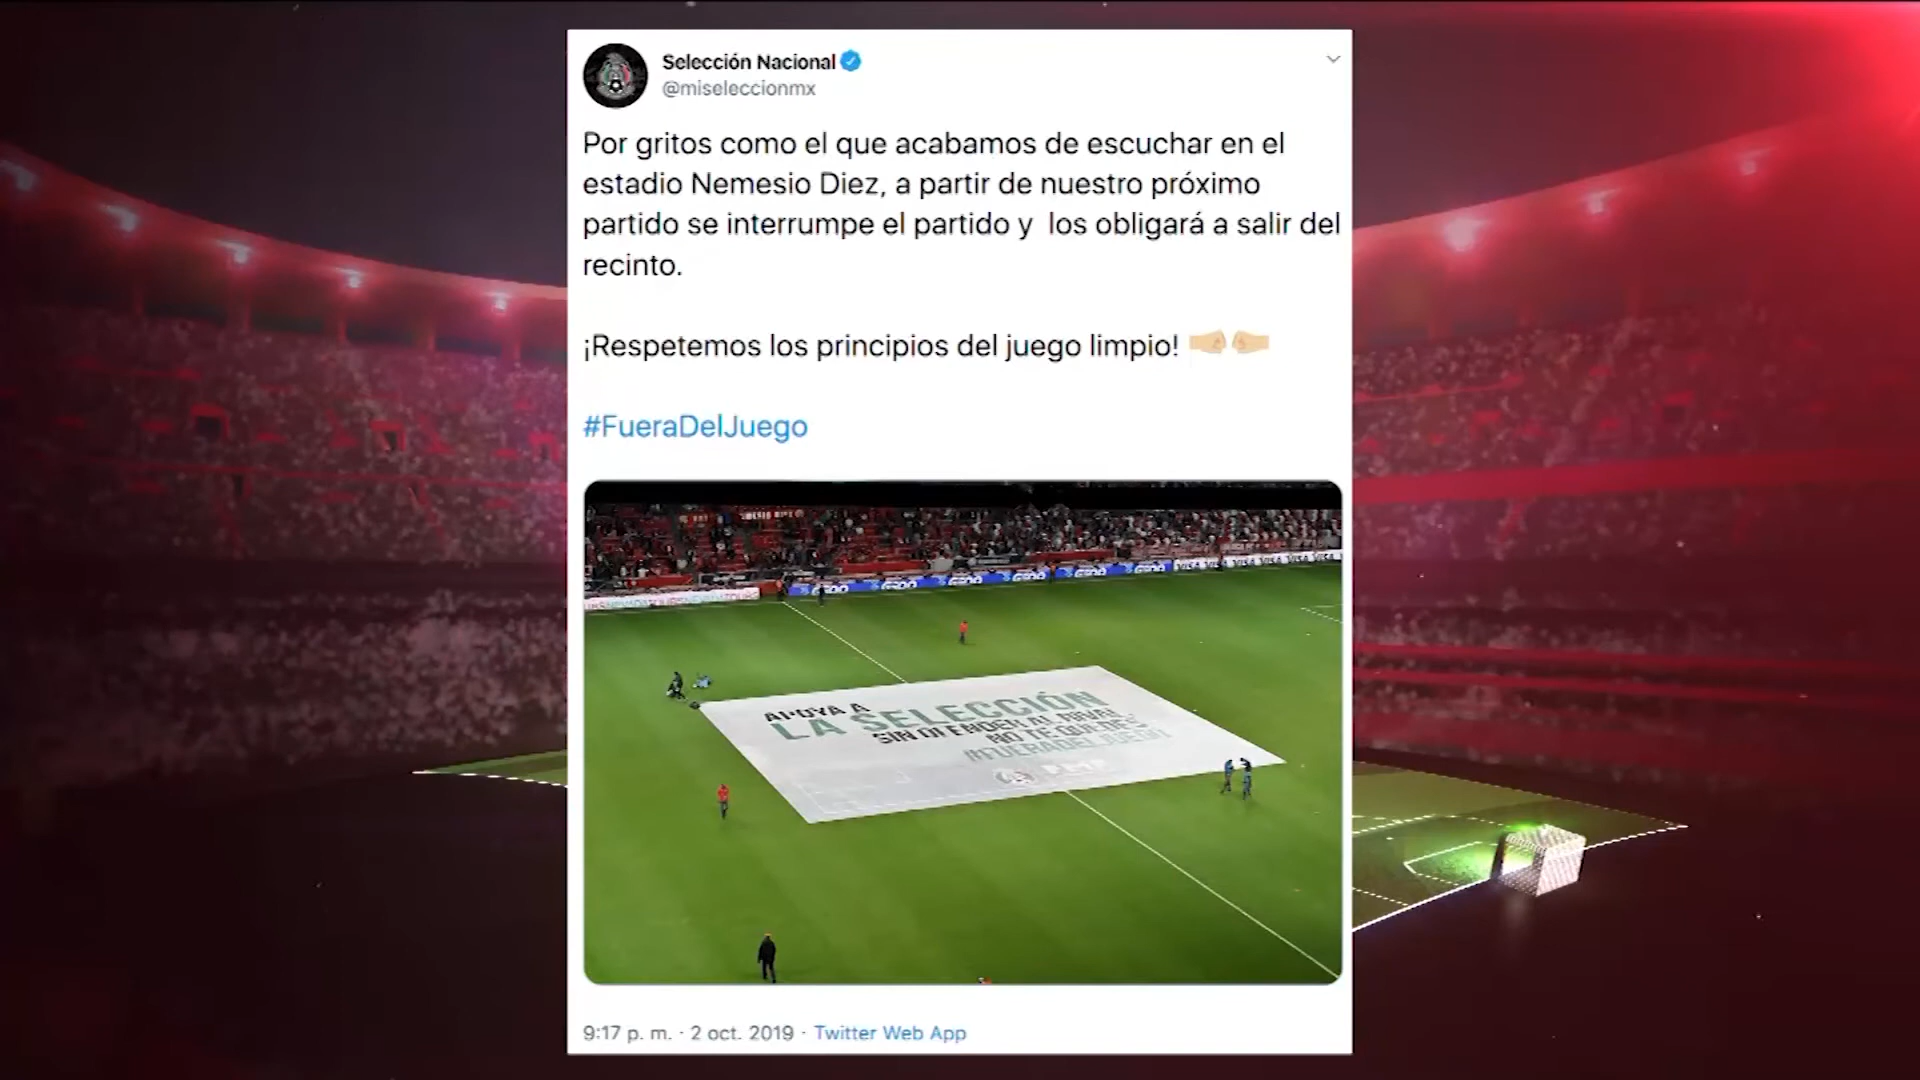 Selección Nacional
@miseleccionmx
Por gritos como el que acabamos de escuchar en el
estadio Nemesio Diez, a partir de nuestro próximo
partido se interrumpe el partido y  los obligará a salir del
recinto.
¡Respetemos los principios del juego limpio!
#FueraDelJuego
APOYA A
LA SELECCIÓN
SIN OFENDER AL RIVAL
NO TE QUEDES
#FUERADELJUEGO
9:17 p. m. · 2 oct. 2019 · Twitter Web App